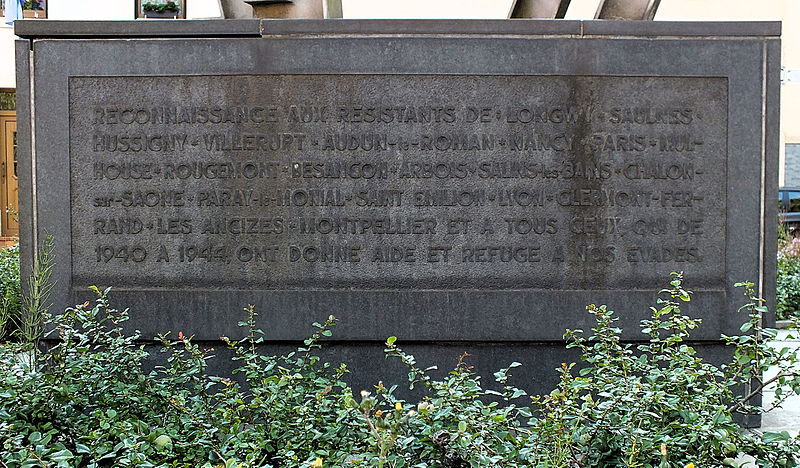 RECONNAISSANCE AUX RESISTANTS DE • LONGWY • SAULNES •
HUSSIGNY • VILLERUPT • AUDUN-le-ROMAN • NANCY • PARIS • MUL-
HOUSE • ROUGEMONT • BESANCON • ARBOIS • SALINS-les-BAINS • CHALON-
sur-SAONE • PARAY-le-MONIAL • SAINT EMILION • LYON • CLERMONT-FER-
RAND • LES ANCIZES • MONTPELLIER ET A TOUS CEUX, QUI DE
1940 A 1944, ONT DONNE AIDE ET REFUGE A NOS EVADES.